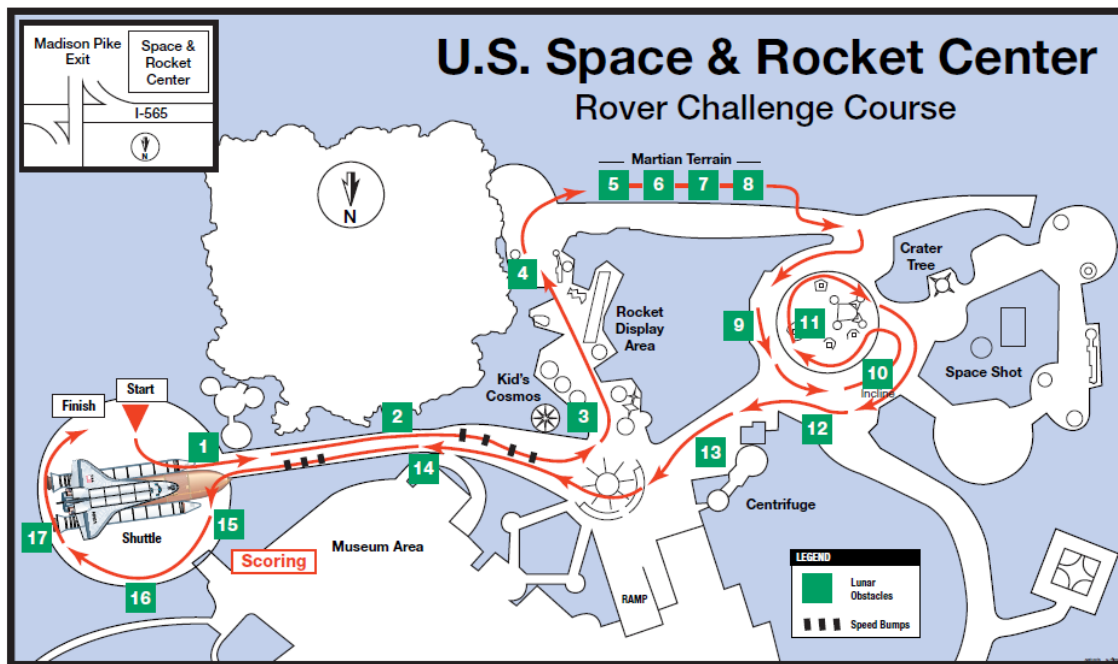 Madison Pike
Exit
Space &
Rocket
Center
I-565
N
U.S. Space & Rocket Center
Rover Challenge Course
N
Martian Terrain
5
6
7
8
4
Crater
Tree
Rocket
Display
Area
9
11
10
Incline
Space Shot
Kid's
Cosmos
Start
Finish
1
2
3
12
13
14
Centrifuge
15
17
Shuttle
Scoring
Museum Area
16
RAMP
LEGEND
Lunar
Obstacles
Speed Bumps